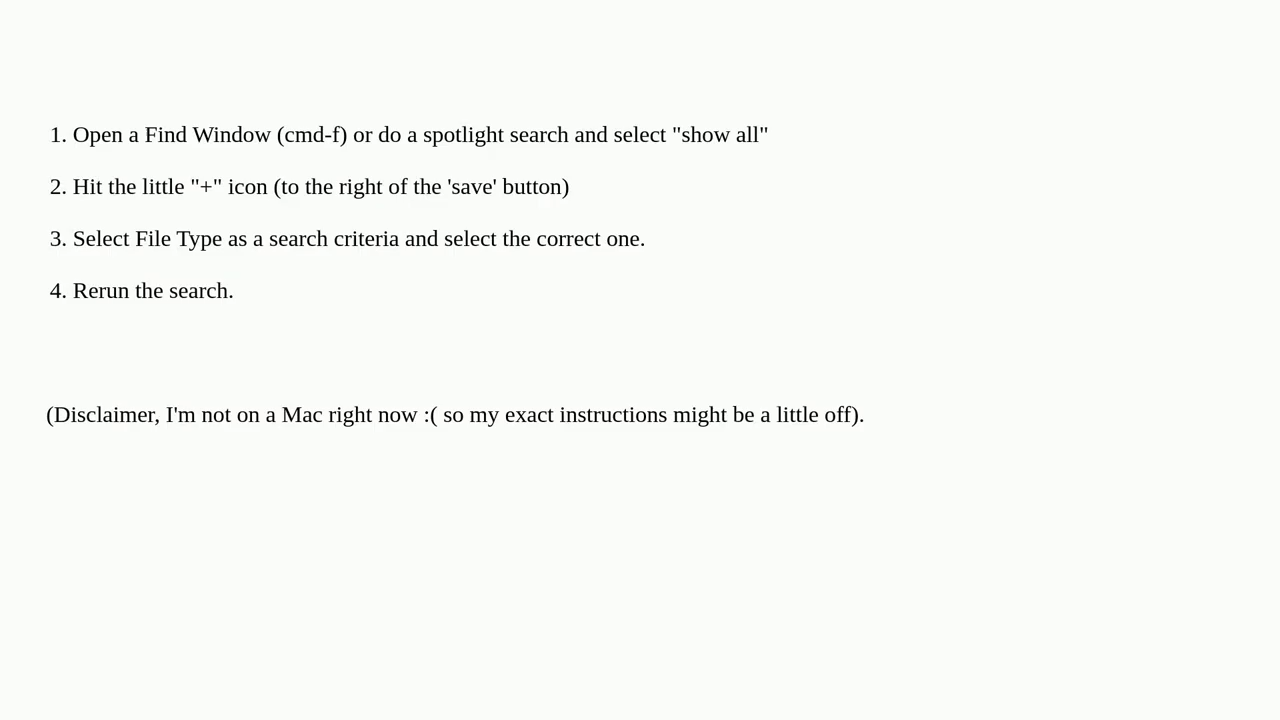 1. Open a Find Window (cmd-f) or do a spotlight search and select "show all"
2. Hit the little "+" icon (to the right of the 'save' button)
3. Select File Type as a search criteria and select the correct one.
4. Rerun the search.
(Disclaimer, I'm not on a Mac right now :( so my exact instructions might be a little off).